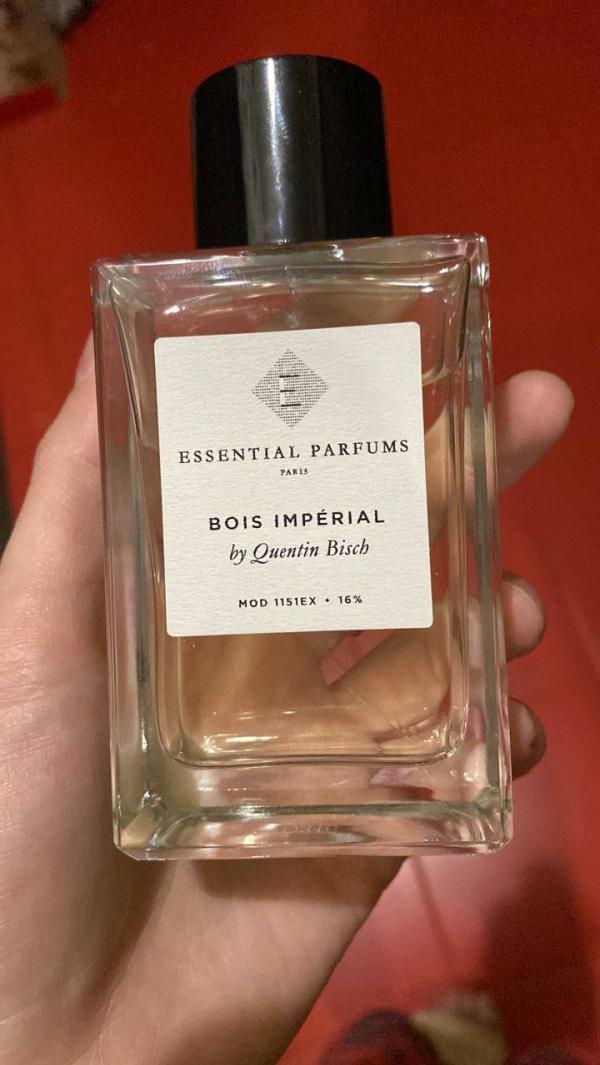 E
ESSENTIAL PARFUMS
PARIS
BOIS IMPÉRIAL
by Quentin Bisch
MOD 1151EX • 16%